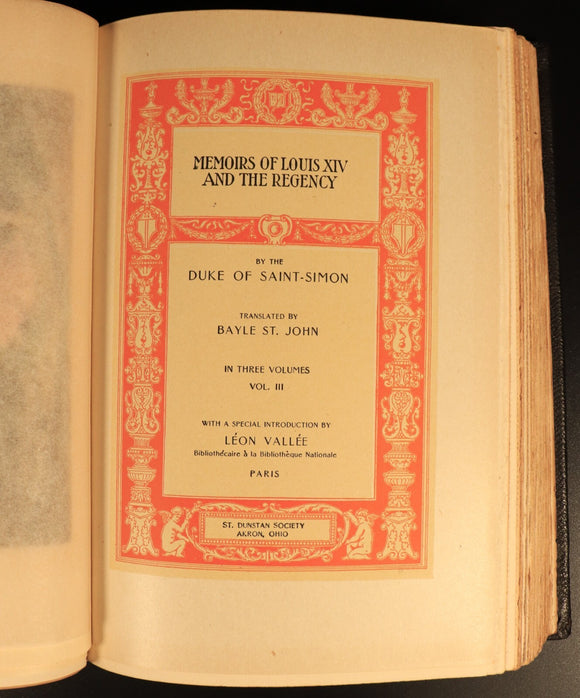 MEMOIRS OF LOUIS XIV
AND THE REGENCY
BY THE
DUKE OF SAINT-SIMON
TRANSLATED BY
BAYLE ST. JOHN
IN THREE VOLUMES
VOL. III
WITH A SPECIAL INTRODUCTION BY
LÉON VALLÉE
Bibliothécaire à la Bibliothèque Nationale
PARIS
ST. DUNSTAN SOCIETY
AKRON, OHIO